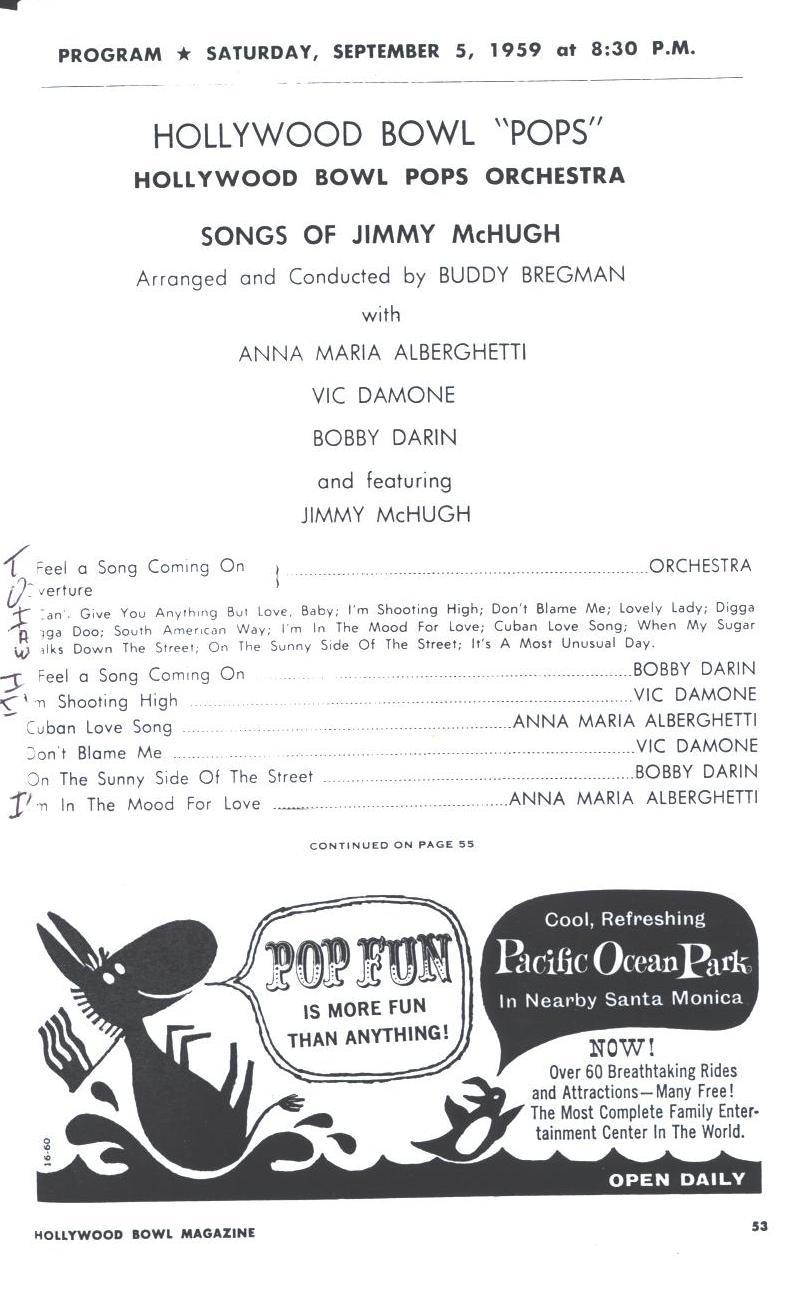 PROGRAM ★ SATURDAY, SEPTEMBER 5, 1959 at 8:30 P.M.
HOLLYWOOD BOWL "POPS"
HOLLYWOOD BOWL POPS ORCHESTRA
SONGS OF JIMMY McHUGH
Arranged and Conducted by BUDDY BREGMAN
with
ANNA MARIA ALBERGHETTI
VIC DAMONE
BOBBY DARIN
and featuring
JIMMY McHUGH
I Feel a Song Coming On } ........ORCHESTRA
Overture
I Can't Give You Anything But Love, Baby; I'm Shooting High; Don't Blame Me; Lovely Lady; Digga
Digga Doo; South American Way; I'm In The Mood For Love; Cuban Love Song; When My Sugar
Walks Down The Street; On The Sunny Side Of The Street; It's A Most Unusual Day.
I Feel a Song Coming On ........BOBBY DARIN
I'm Shooting High ........VIC DAMONE
Cuban Love Song ........ANNA MARIA ALBERGHETTI
Don't Blame Me ........VIC DAMONE
On The Sunny Side Of The Street ........BOBBY DARIN
I'm In The Mood For Love ........ANNA MARIA ALBERGHETTI
CONTINUED ON PAGE 55
POP FUN
IS MORE FUN
THAN ANYTHING!
Cool, Refreshing
Pacific Ocean Park
In Nearby Santa Monica
NOW!
Over 60 Breathtaking Rides
and Attractions—Many Free!
The Most Complete Family Enter-
tainment Center In The World.
16-60
OPEN DAILY
HOLLYWOOD BOWL MAGAZINE
53